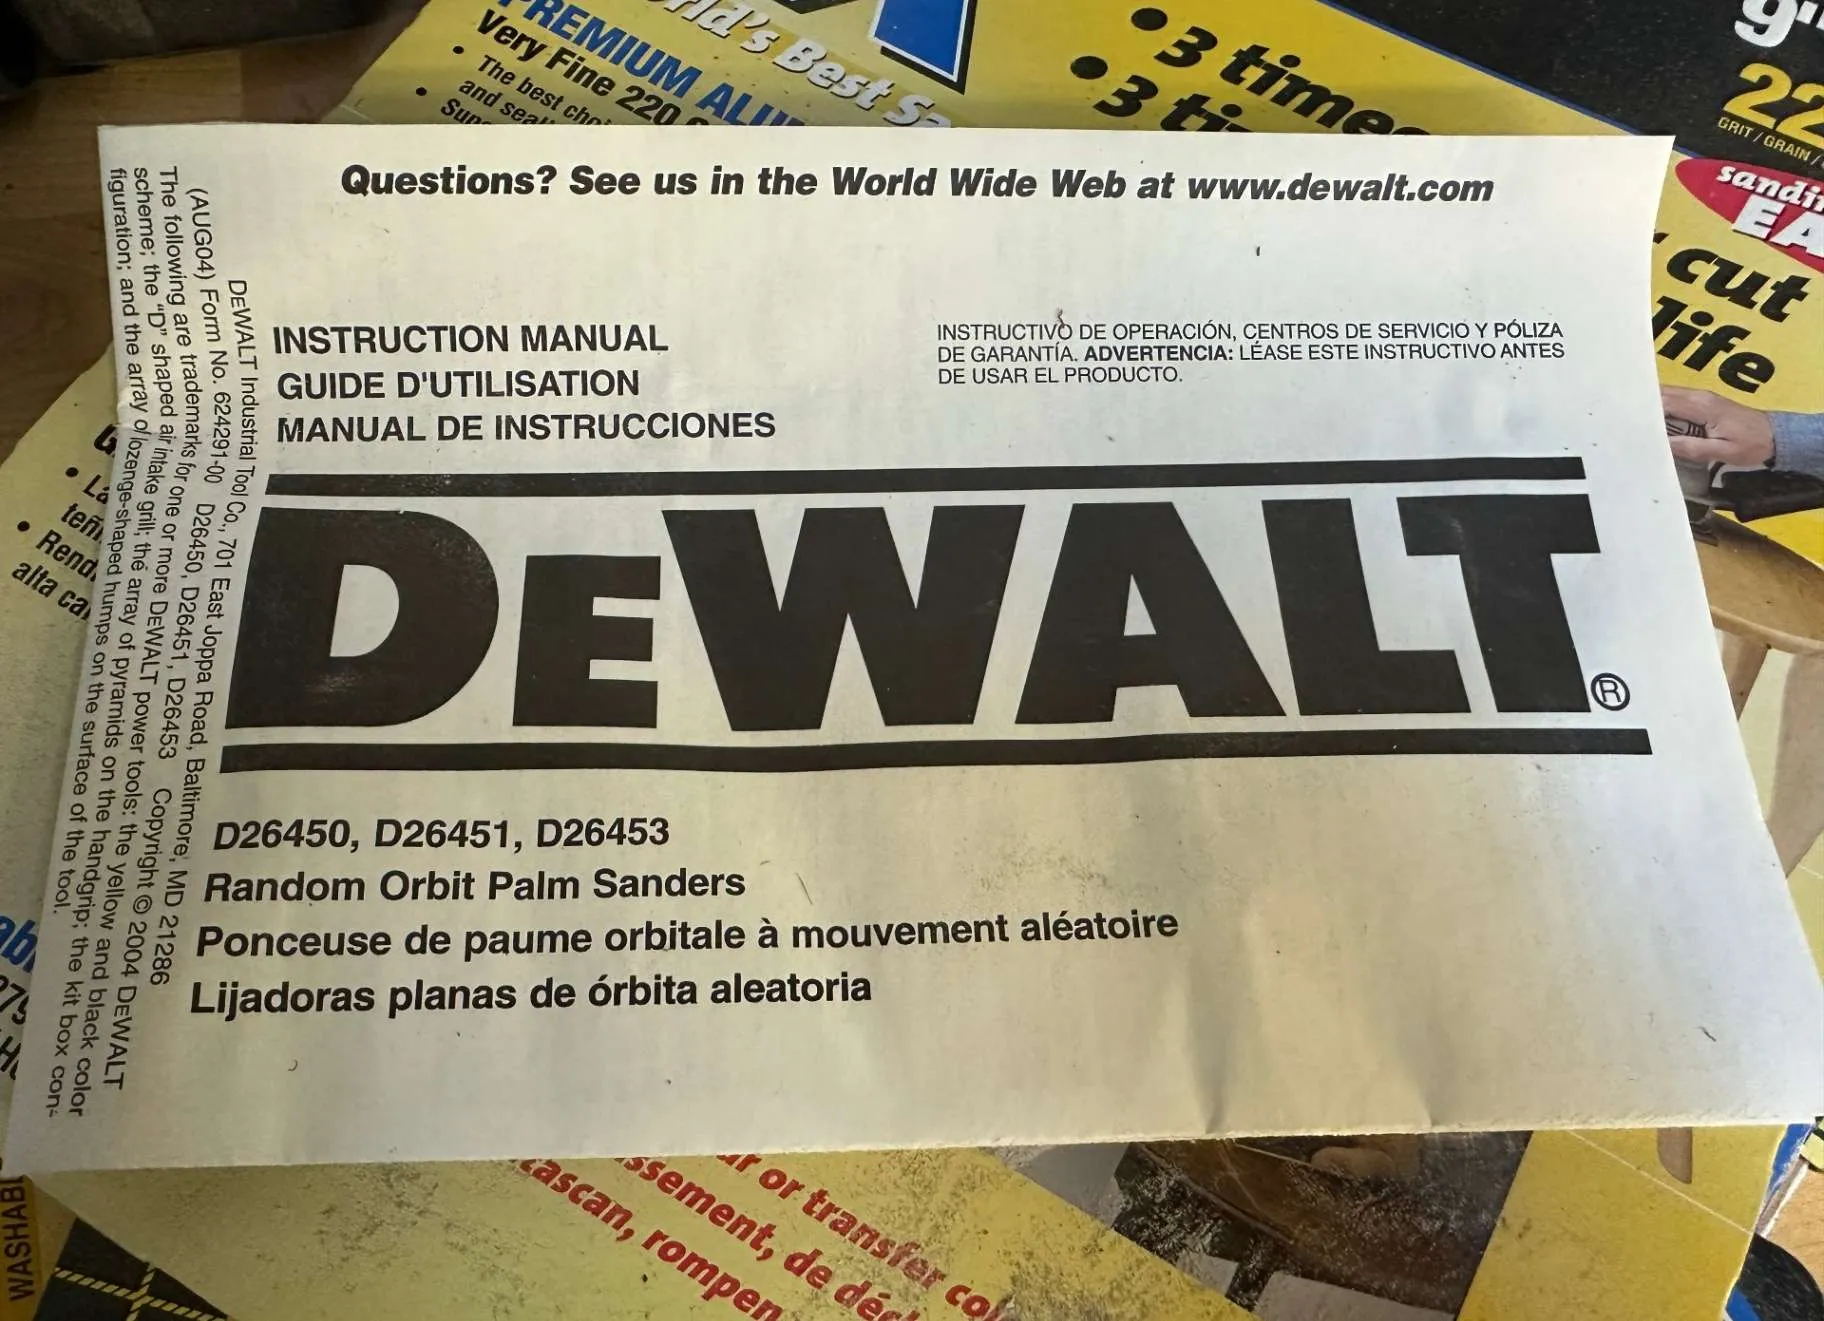 PREMIUM
Very Fine 220
• The best
and
World's Best
• 3 times
• 3
GRIT / GRAIN /
cut
life
Questions? See us in the World Wide Web at www.dewalt.com
INSTRUCTION MANUAL
GUIDE D'UTILISATION
MANUAL DE INSTRUCCIONES
INSTRUCTIVO DE OPERACIÓN, CENTROS DE SERVICIO Y PÓLIZA
DE GARANTÍA. ADVERTENCIA: LÉASE ESTE INSTRUCTIVO ANTES
DE USAR EL PRODUCTO.
DEWALT®
D26450, D26451, D26453
Random Orbit Palm Sanders
Ponceuse de paume orbitale à mouvement aléatoire
Lijadoras planas de órbita aleatoria
DEWALT Industrial Tool Co., 701 East Joppa Road, Baltimore, MD 21286
(AUG04) Form No. 624291-00 D26450, D26451, D26453 Copyright © 2004 DEWALT
The following are trademarks for one or more DEWALT power tools: the yellow and black color
scheme; the "D" shaped air intake grill; the array of pyramids on the handgrip; the kit box con-
figuration; and the array of lozenge-shaped humps on the surface of the tool.
or transfer
de
rompen